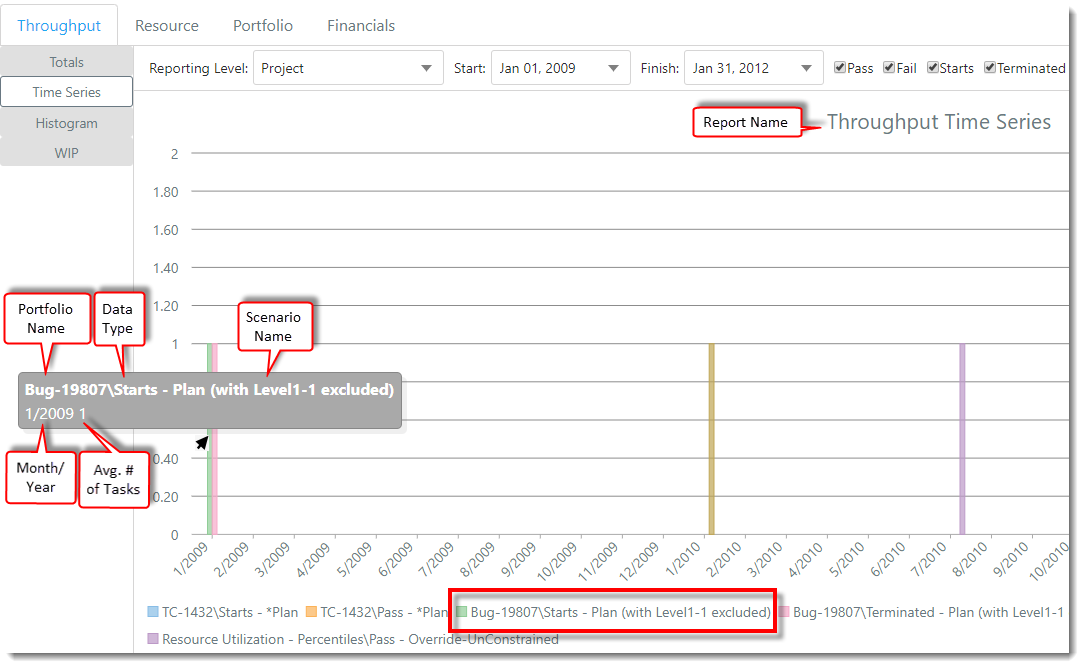 Throughput Resource Portfolio Financials
Totals
Time Series
Histogram
WIP
Reporting Level: Project Start: Jan 01, 2009 Finish: Jan 31, 2012 Pass Fail Starts Terminated
Report Name
Throughput Time Series
2
1.80
1.60
1.40
1.20
1
0.40
0.20
0
Portfolio
Name
Data
Type
Scenario
Name
Bug-19807\Starts - Plan (with Level1-1 excluded)
1/2009 1
Month/
Year
Avg. #
of Tasks
1/2009 2/2009 3/2009 4/2009 5/2009 6/2009 7/2009 8/2009 9/2009 10/2009 11/2009 12/2009 1/2010 2/2010 3/2010 4/2010 5/2010 6/2010 7/2010 8/2010 9/2010 10/2010
TC-1432\Starts - *Plan TC-1432\Pass - *Plan Bug-19807\Starts - Plan (with Level1-1 excluded) Bug-19807\Terminated - Plan (with Level1-1
Resource Utilization - Percentiles\Pass - Override-UnConstrained